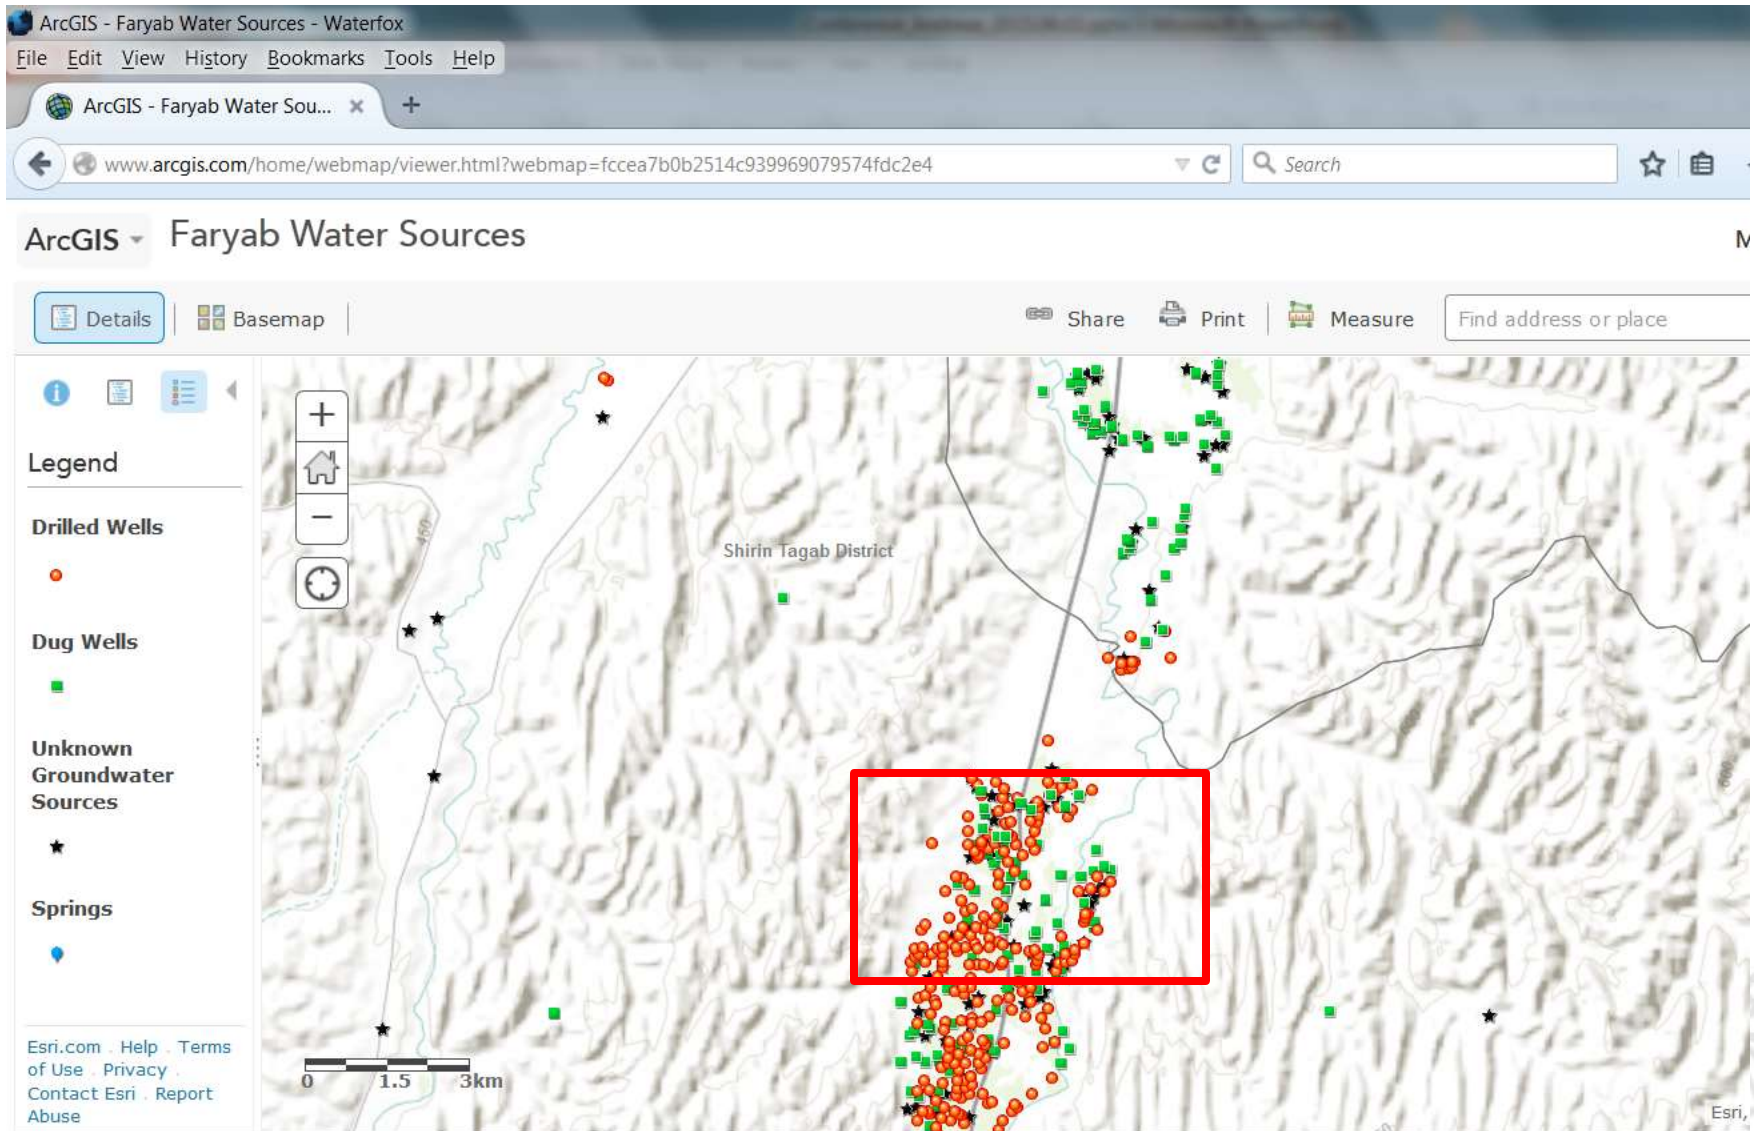 ArcGIS - Faryab Water Sources - Waterfox
File Edit View History Bookmarks Tools Help
ArcGIS - Faryab Water Sou... × +
www.arcgis.com/home/webmap/viewer.html?webmap=fccea7b0b2514c939969079574fdc2e4
Search
ArcGIS Faryab Water Sources
M
Details Basemap Share Print Measure Find address or place
Legend
Drilled Wells
Dug Wells
Unknown
Groundwater
Sources
Springs
Esri.com . Help . Terms
of Use . Privacy .
Contact Esri . Report
Abuse
+
−
450
Shirin Tagab District
600
600
0 1.5 3km
Esri,